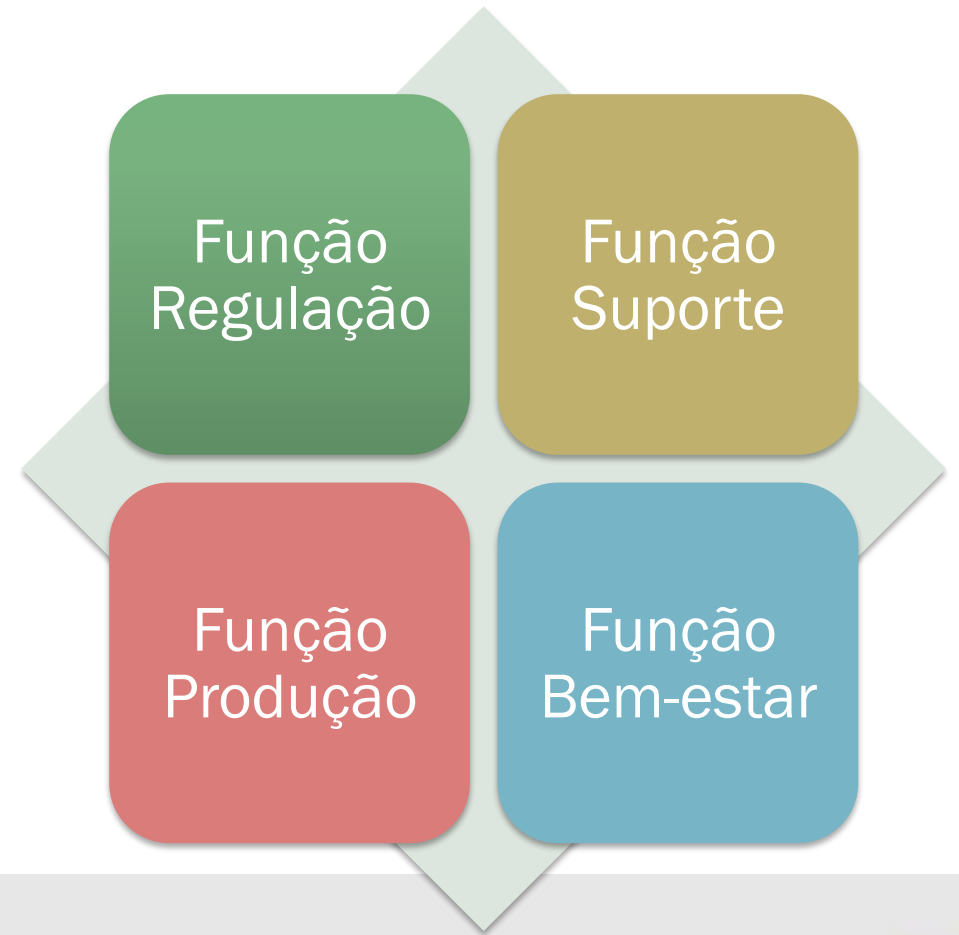 Função
Regulação
Função
Suporte
Função
Produção
Função
Bem-estar